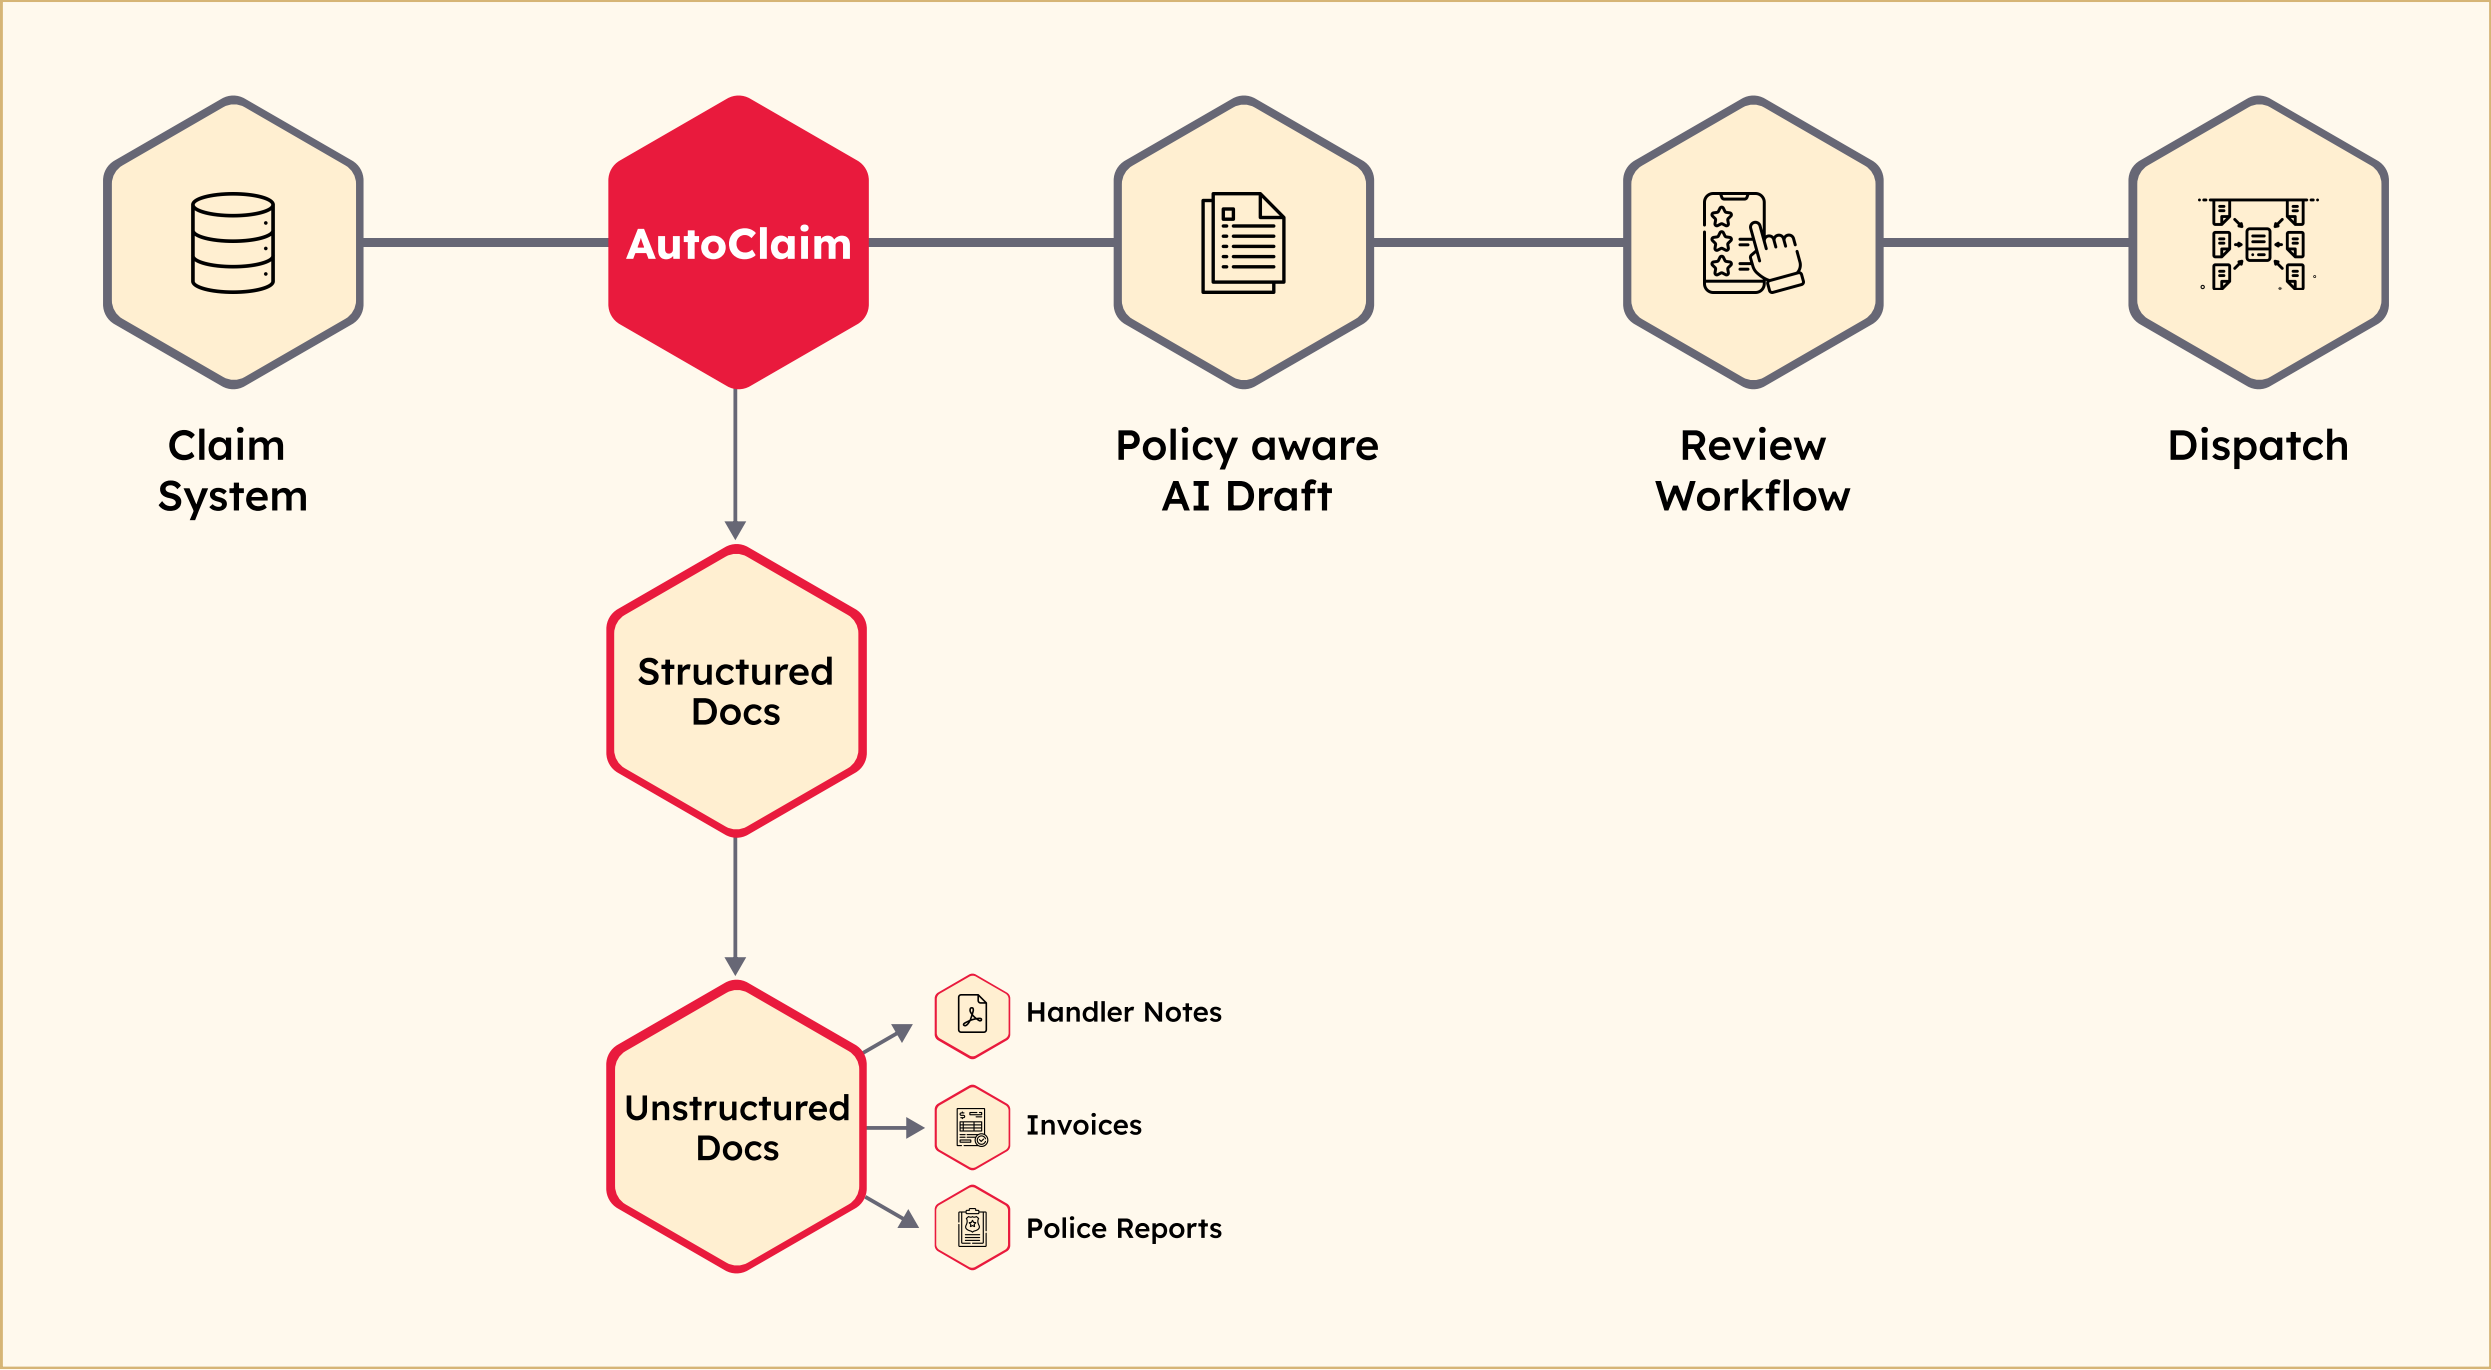 AutoClaim
Claim
System
Policy aware
AI Draft
Review
Workflow
Dispatch
Structured
Docs
Unstructured
Docs
Handler Notes
Invoices
Police Reports